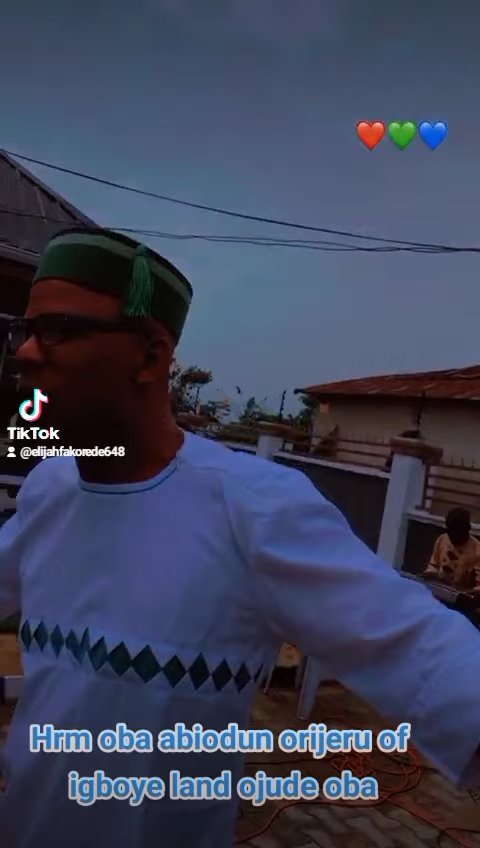 ❤️💚💙
TikTok
@elijahfakorede648
Hrm oba abiodun orijeru of
igboye land ojude oba